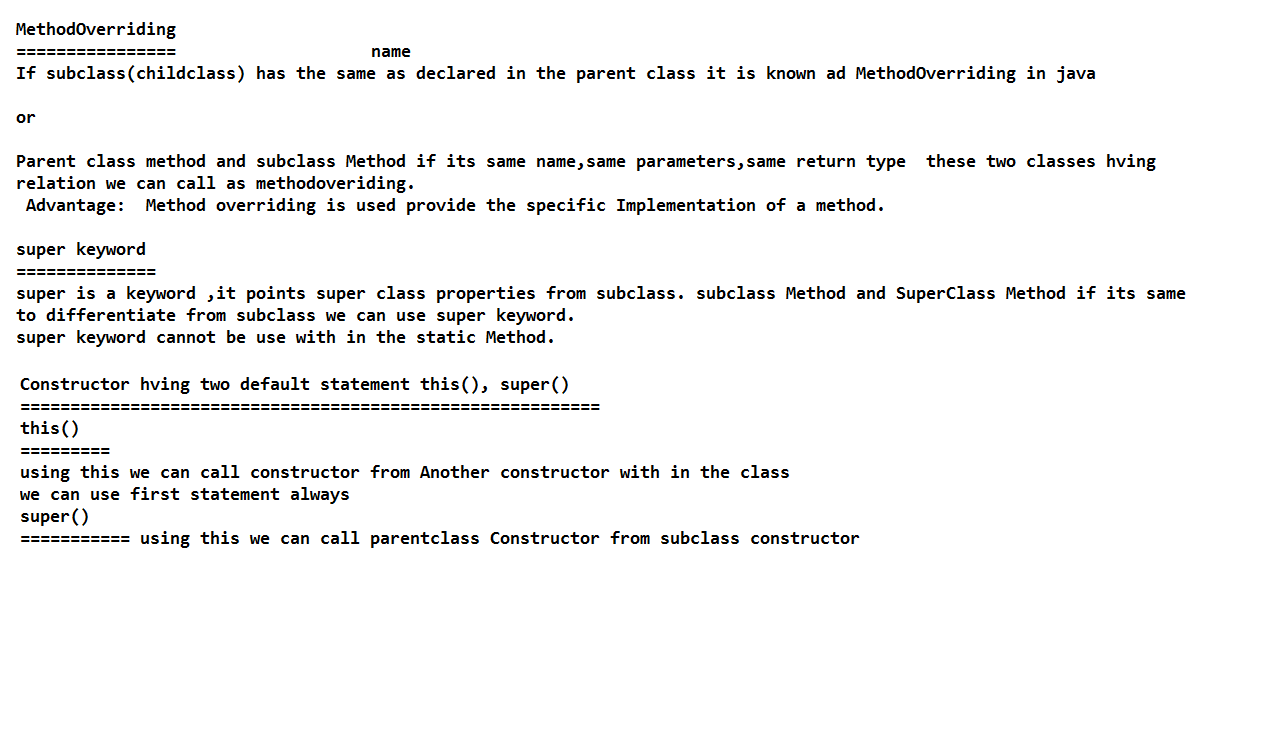 MethodOverriding
================
name
If subclass(childclass) has the same as declared in the parent class it is known ad MethodOverriding in java
or
Parent class method and subclass Method if its same name,same parameters,same return type  these two classes hving
relation we can call as methodoveriding.
Advantage:  Method overriding is used provide the specific Implementation of a method.
super keyword
==============
super is a keyword ,it points super class properties from subclass. subclass Method and SuperClass Method if its same
to differentiate from subclass we can use super keyword.
super keyword cannot be use with in the static Method.
Constructor hving two default statement this(), super()
==========================================================
this()
=========
using this we can call constructor from Another constructor with in the class
we can use first statement always
super()
=========== using this we can call parentclass Constructor from subclass constructor